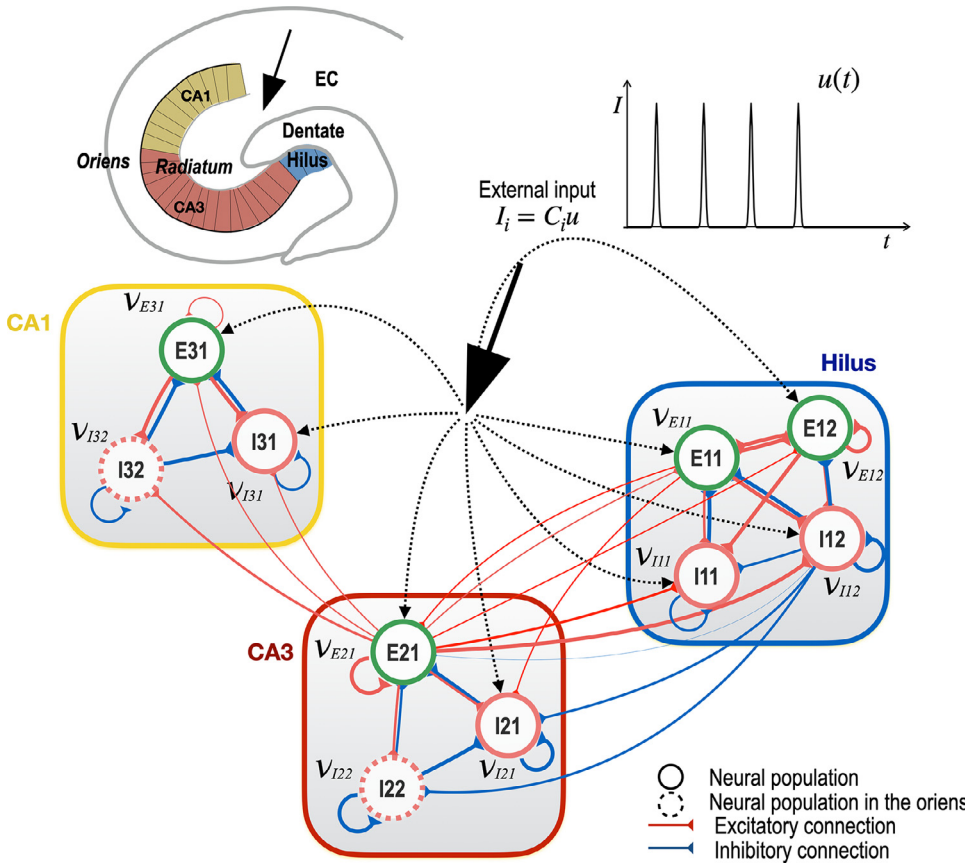 EC
CA1
Dentate
Hilus
Oriens
Radiatum
CA3
I
u(t)
t
External input
I_i = C_i u
CA1
ν_E31
E31
ν_I32
I32
I31
ν_I31
Hilus
ν_E11
E12
E11
ν_E12
I12
ν_I11
I11
ν_I12
CA3
ν_E21
E21
I21
ν_I22
I22
ν_I21
Neural population
Neural population in the oriens
Excitatory connection
Inhibitory connection